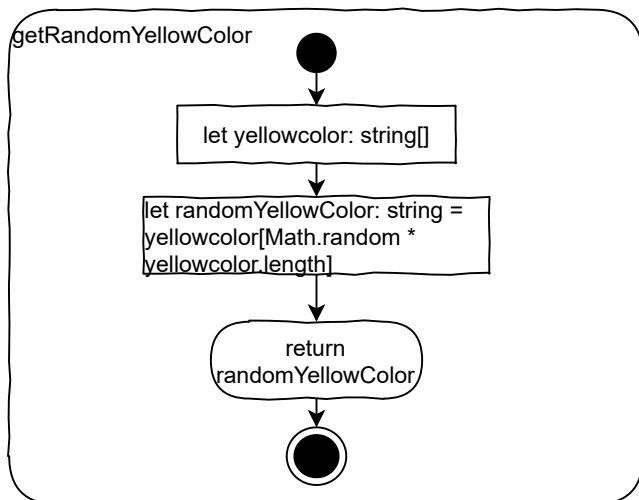 getRandomYellowColor
let yellowcolor: string[]
let randomYellowColor: string =
yellowcolor[Math.random *
yellowcolor.length]
return
randomYellowColor